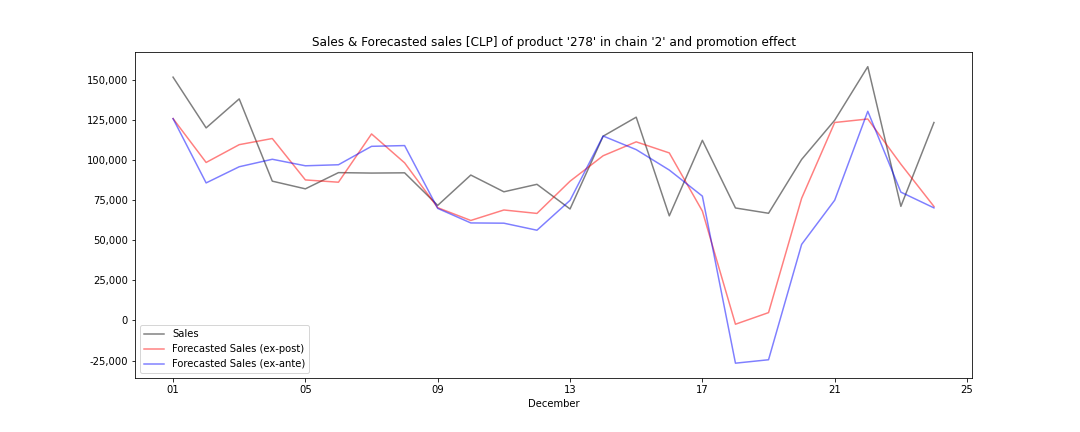 Sales & Forecasted sales [CLP] of product '278' in chain '2' and promotion effect
150,000
125,000
100,000
75,000
50,000
25,000
0
-25,000
Sales
Forecasted Sales (ex-post)
Forecasted Sales (ex-ante)
01 05 09 13 17 21 25
December